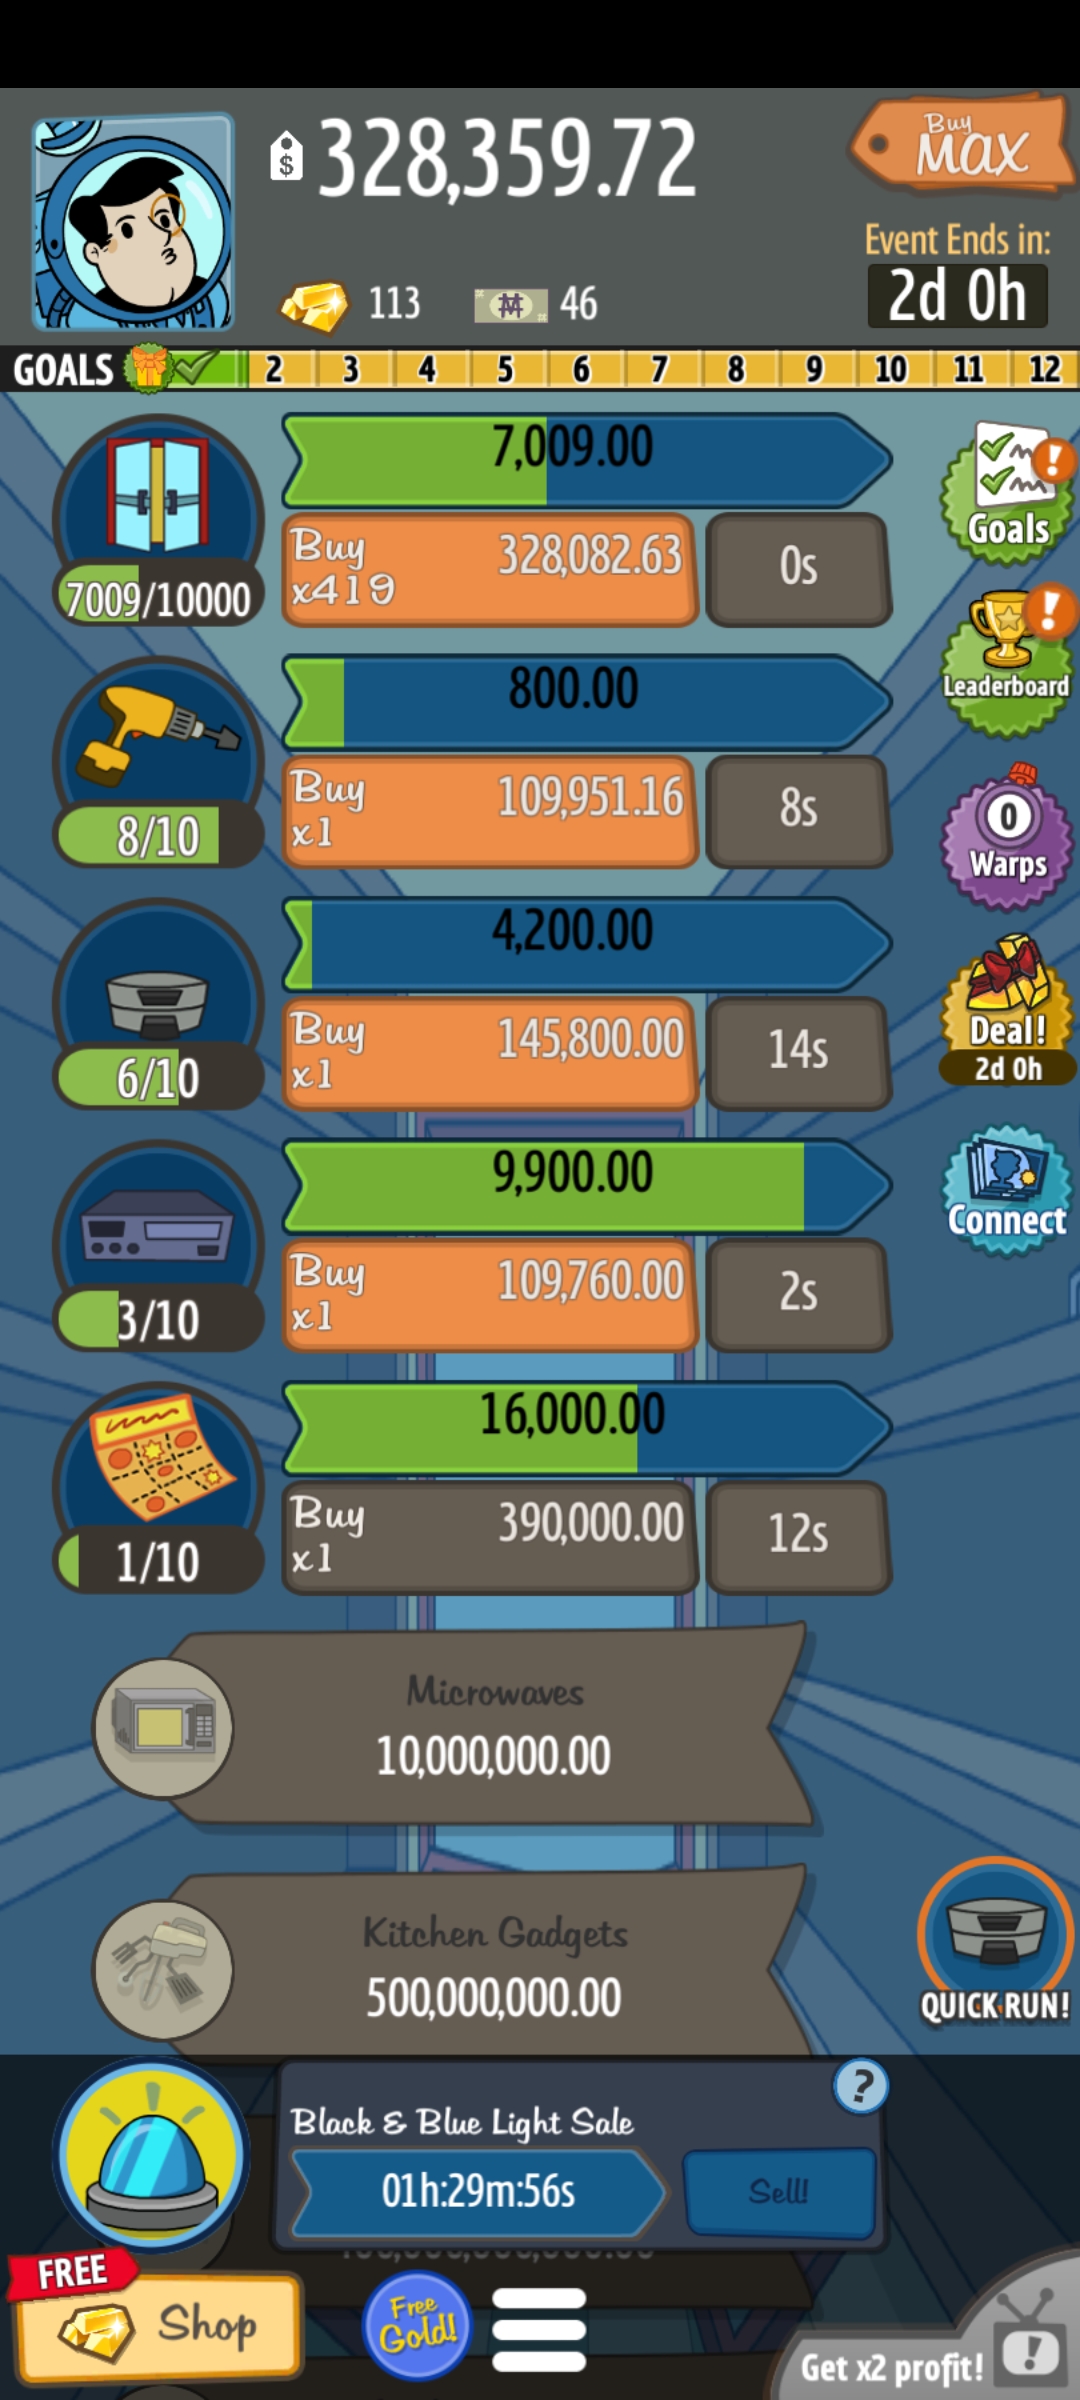 328,359.72
Buy
MAX
113
46
Event Ends in:
2d 0h
GOALS 2 3 4 5 6 7 8 9 10 11 12
7,009.00
Buy
x419
328,082.63
0s
7009/10000
Goals
Leaderboard
800.00
Buy
x1
109,951.16
8s
8/10
0
Warps
4,200.00
Buy
x1
145,800.00
14s
6/10
Deal!
2d 0h
9,900.00
Buy
x1
109,760.00
2s
3/10
Connect
16,000.00
Buy
x1
390,000.00
12s
1/10
Microwaves
10,000,000.00
Kitchen Gadgets
500,000,000.00
QUICK RUN!
Black & Blue Light Sale
?
01h:29m:56s
Sell!
FREE
Shop
Free
Gold!
Get x2 profit!